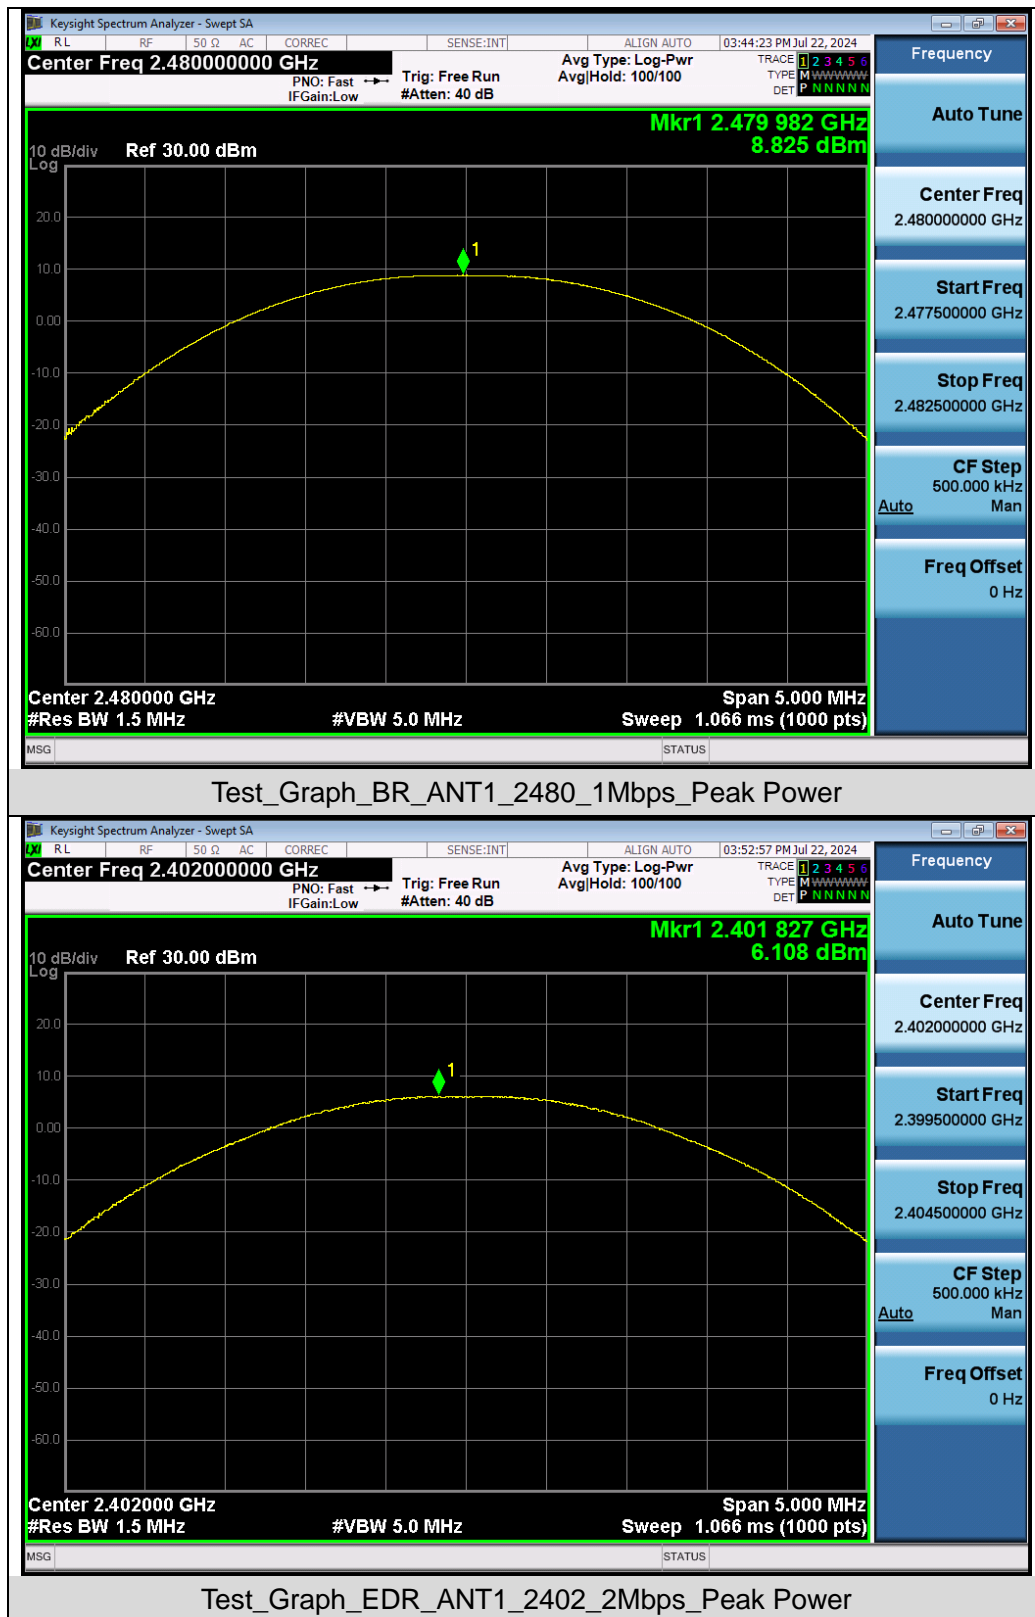 Keysight Spectrum Analyzer - Swept SA
LXI RL RF 50 Ω AC CORREC SENSE:INT ALIGN AUTO 03:44:23 PM Jul 22, 2024
Center Freq 2.480000000 GHz
PNO: Fast
IFGain:Low
Trig: Free Run
#Atten: 40 dB
Avg Type: Log-Pwr
Avg|Hold: 100/100
TRACE 1 2 3 4 5 6
TYPE M WWWWW
DET P N N N N N
Mkr1 2.479 982 GHz
8.825 dBm
10 dB/div Ref 30.00 dBm
Log
20.0
1
10.0
0.00
-10.0
-20.0
-30.0
-40.0
-50.0
-60.0
Center 2.480000 GHz Span 5.000 MHz
#Res BW 1.5 MHz #VBW 5.0 MHz Sweep 1.066 ms (1000 pts)
MSG STATUS
Frequency
Auto Tune
Center Freq
2.480000000 GHz
Start Freq
2.477500000 GHz
Stop Freq
2.482500000 GHz
CF Step
500.000 kHz
Auto Man
Freq Offset
0 Hz
Test_Graph_BR_ANT1_2480_1Mbps_Peak Power
Keysight Spectrum Analyzer - Swept SA
LXI RL RF 50 Ω AC CORREC SENSE:INT ALIGN AUTO 03:52:57 PM Jul 22, 2024
Center Freq 2.402000000 GHz
PNO: Fast
IFGain:Low
Trig: Free Run
#Atten: 40 dB
Avg Type: Log-Pwr
Avg|Hold: 100/100
TRACE 1 2 3 4 5 6
TYPE M WWWWW
DET P N N N N N
Mkr1 2.401 827 GHz
6.108 dBm
10 dB/div Ref 30.00 dBm
Log
20.0
10.0
1
0.00
-10.0
-20.0
-30.0
-40.0
-50.0
-60.0
Center 2.402000 GHz Span 5.000 MHz
#Res BW 1.5 MHz #VBW 5.0 MHz Sweep 1.066 ms (1000 pts)
MSG STATUS
Frequency
Auto Tune
Center Freq
2.402000000 GHz
Start Freq
2.399500000 GHz
Stop Freq
2.404500000 GHz
CF Step
500.000 kHz
Auto Man
Freq Offset
0 Hz
Test_Graph_EDR_ANT1_2402_2Mbps_Peak Power